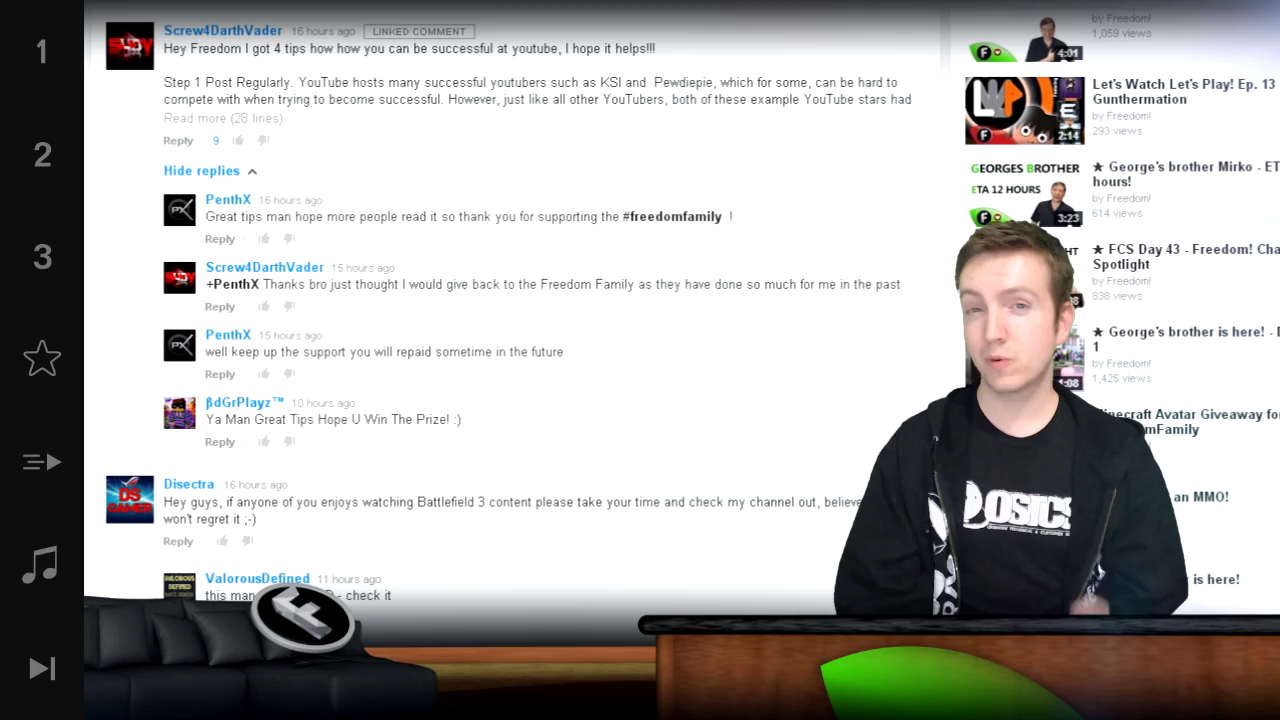 1
2
3
Screw4DarthVader 16 hours ago LINKED COMMENT
Hey Freedom I got 4 tips how how you can be successful at youtube, I hope it helps!!!
Step 1 Post Regularly. YouTube hosts many successful youtubers such as KSI and Pewdiepie, which for some, can be hard to
compete with when trying to become successful. However, just like all other YouTubers, both of these example YouTube stars had
Read more (28 lines)
Reply 9
Hide replies
PX
PenthX 16 hours ago
Great tips man hope more people read it so thank you for supporting the #freedomfamily !
Reply
Screw4DarthVader 15 hours ago
+PenthX Thanks bro just thought I would give back to the Freedom Family as they have done so much for me in the past
Reply
PX
PenthX 15 hours ago
well keep up the support you will repaid sometime in the future
Reply
βdGrPlayz™ 10 hours ago
Ya Man Great Tips Hope U Win The Prize! :)
Reply
DS
GAMER
Disectra 16 hours ago
Hey guys, if anyone of you enjoys watching Battlefield 3 content please take your time and check my channel out, believe
won't regret it ;-)
Reply
VALOROUS
DEFINED
ValorousDefined 11 hours ago
this man - check it
F
by Freedom!
1,059 views
4:01
Let's Watch Let's Play! Ep. 13
Gunthermation
by Freedom!
293 views
2:14
GEORGES BROTHER
ETA 12 HOURS
3:23
★ George's brother Mirko - ET
hours!
by Freedom!
614 views
★ FCS Day 43 - Freedom! Cha
Spotlight
by Freedom!
838 views
★ George's brother is here! - D
1
by Freedom!
1,425 views
1:08
Minecraft Avatar Giveaway for
mFamily
an MMO!
is here!
OSICS